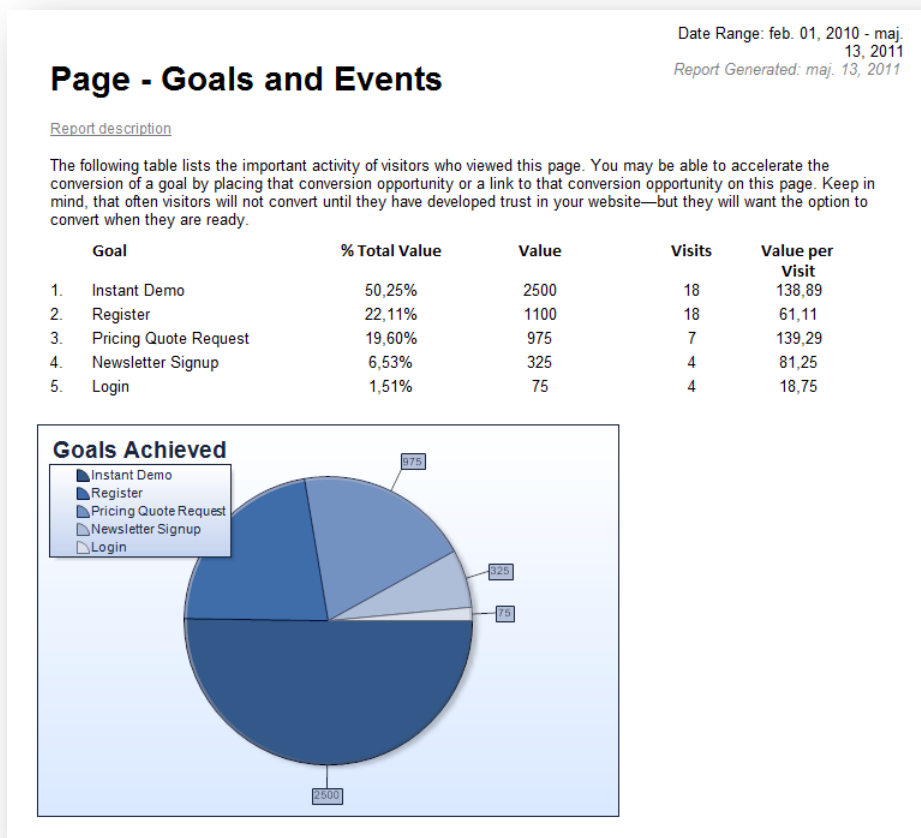 Date Range: feb. 01, 2010 - maj.
13, 2011
Report Generated: maj. 13, 2011
Page - Goals and Events
Report description
The following table lists the important activity of visitors who viewed this page. You may be able to accelerate the
conversion of a goal by placing that conversion opportunity or a link to that conversion opportunity on this page. Keep in
mind, that often visitors will not convert until they have developed trust in your website—but they will want the option to
convert when they are ready.
Goal % Total Value Value Visits Value per
Visit
1. Instant Demo 50,25% 2500 18 138,89
2. Register 22,11% 1100 18 61,11
3. Pricing Quote Request 19,60% 975 7 139,29
4. Newsletter Signup 6,53% 325 4 81,25
5. Login 1,51% 75 4 18,75
Goals Achieved
Instant Demo
Register
Pricing Quote Request
Newsletter Signup
Login
975
325
75
2500